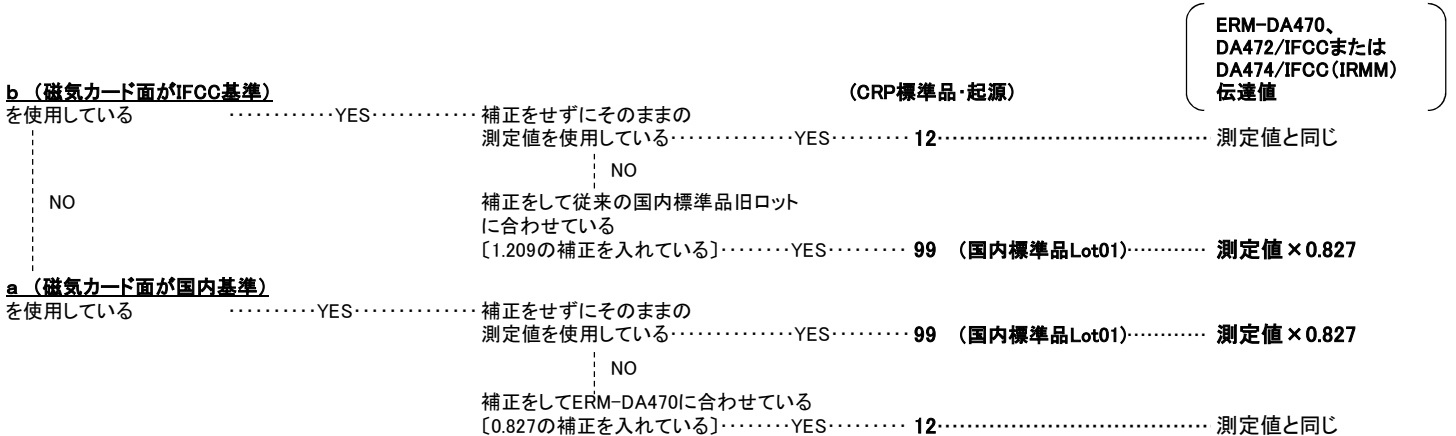 ERM-DA470、
DA472/IFCCまたは
DA474/IFCC(IRMM)
伝達値
b (磁気カード面がIFCC基準) (CRP標準品・起源)
を使用している ············YES············ 補正をせずにそのままの
測定値を使用している··············YES········· 12··································· 測定値と同じ
NO
NO 補正をして従来の国内標準品旧ロット
に合わせている
〔1.209の補正を入れている〕········YES········· 99 (国内標準品Lot01)············ 測定値×0.827
a (磁気カード面が国内基準)
を使用している ··········YES·············· 補正をせずにそのままの
測定値を使用している··············YES········· 99 (国内標準品Lot01)············ 測定値×0.827
NO
補正をしてERM-DA470に合わせている
〔0.827の補正を入れている〕········YES········· 12··································· 測定値と同じ